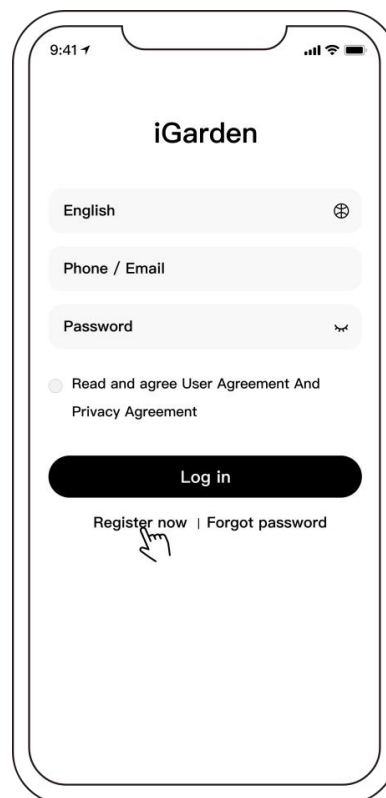 9:41
iGarden
English
Phone / Email
Password
Read and agree User Agreement And
Privacy Agreement
Log in
Register now | Forgot password